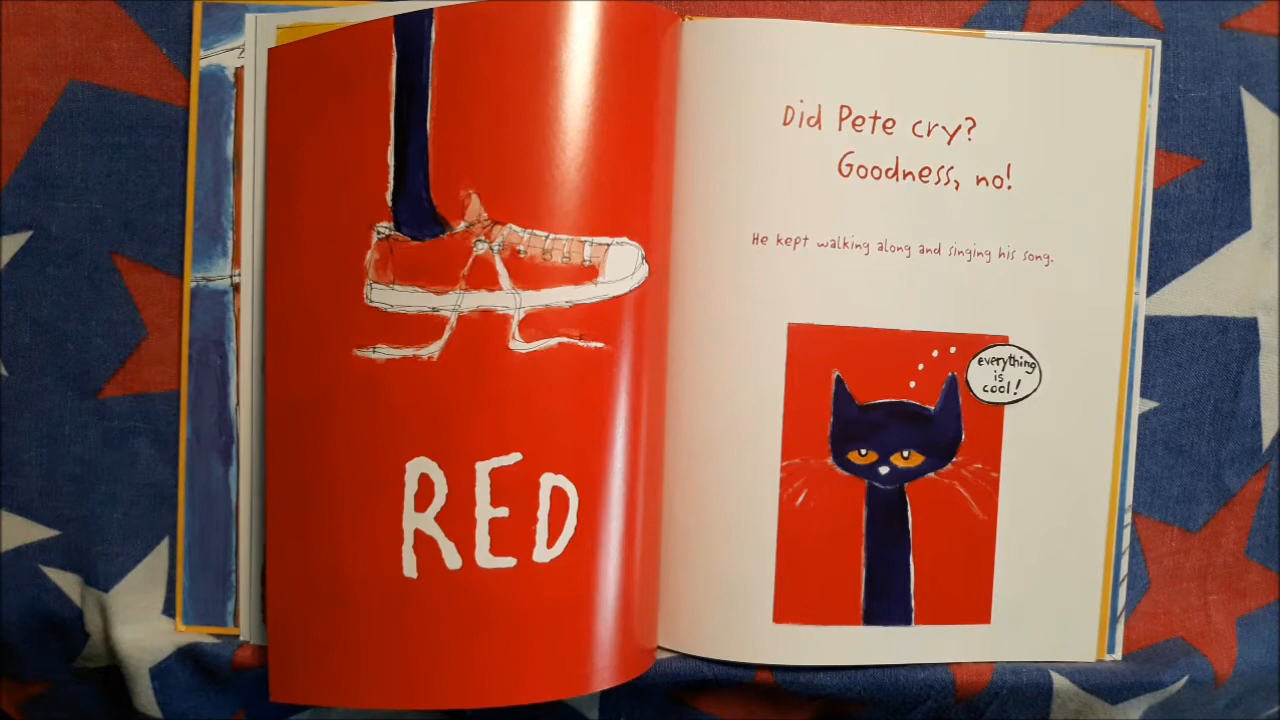 RED
Did Pete cry?
Goodness, no!
He kept walking along and singing his song.
everything
is
cool!